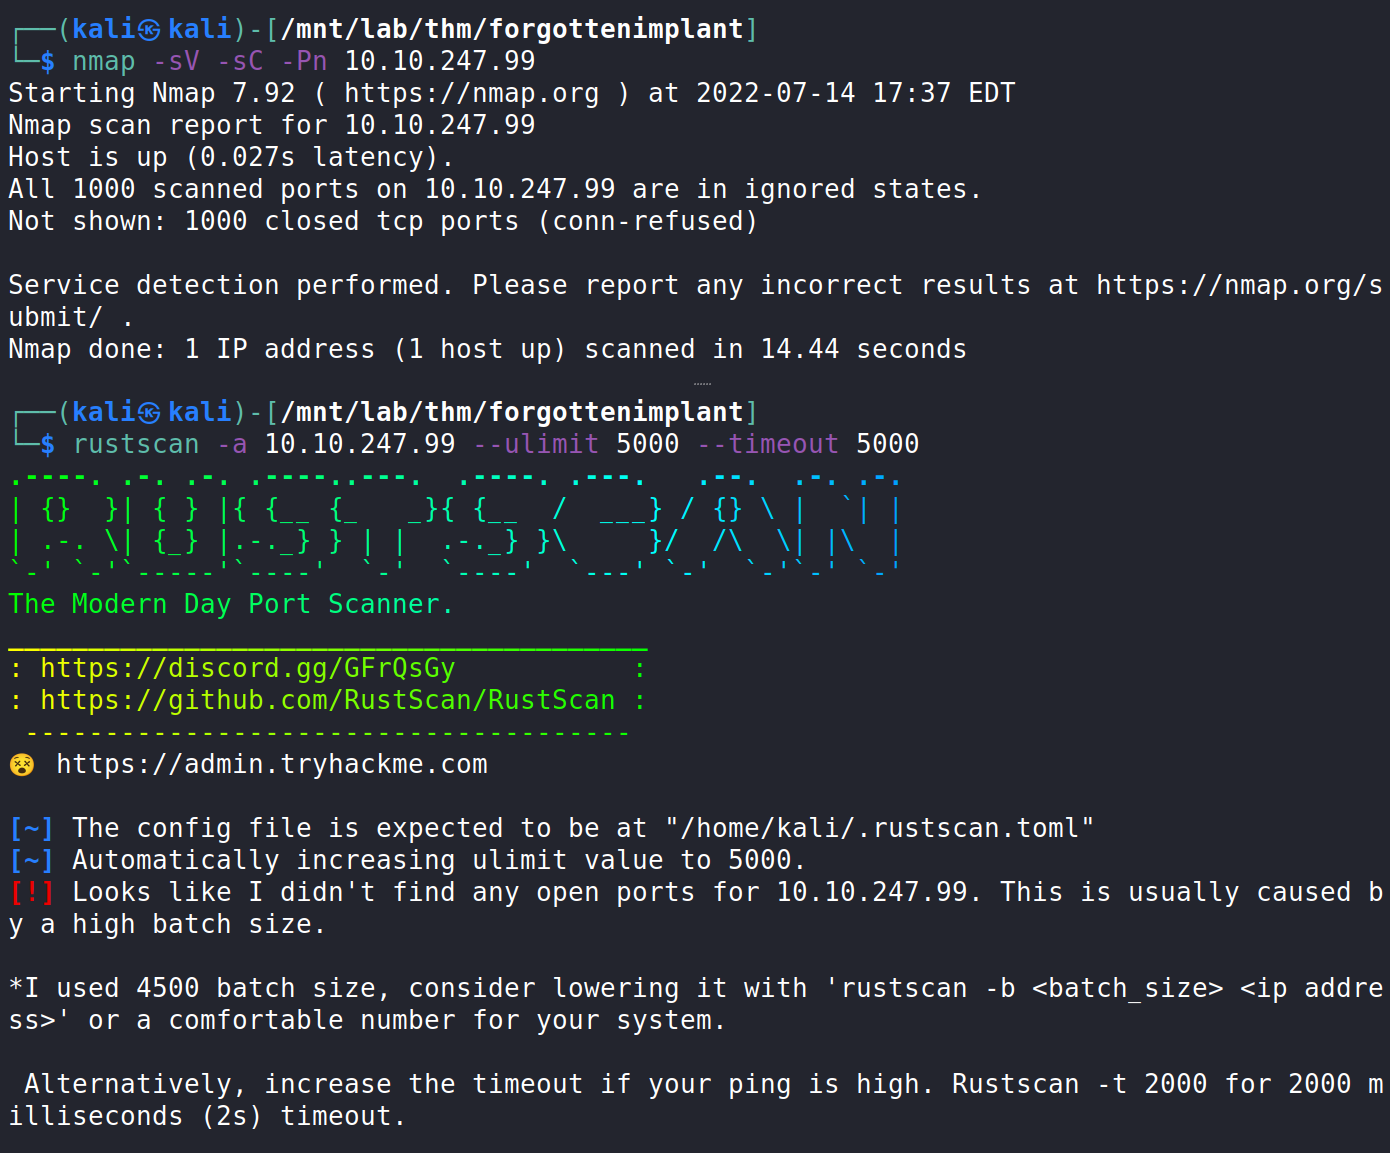 ┌──(kali㉿kali)-[/mnt/lab/thm/forgottenimplant]
└─$ nmap -sV -sC -Pn 10.10.247.99
Starting Nmap 7.92 ( https://nmap.org ) at 2022-07-14 17:37 EDT
Nmap scan report for 10.10.247.99
Host is up (0.027s latency).
All 1000 scanned ports on 10.10.247.99 are in ignored states.
Not shown: 1000 closed tcp ports (conn-refused)

Service detection performed. Please report any incorrect results at https://nmap.org/s
ubmit/ .
Nmap done: 1 IP address (1 host up) scanned in 14.44 seconds

┌──(kali㉿kali)-[/mnt/lab/thm/forgottenimplant]
└─$ rustscan -a 10.10.247.99 --ulimit 5000 --timeout 5000
.----. .-. .-. .----..---.  .----. .---.   .--.  .-. .-.
| {}  }| { } |{ {__ {_   _}{ {__  /  ___} / {} \ |  `| |
| .-. \| {_} |.-._} } | |  .-._} }\     }/  /\  \| |\  |
`-' `-'`-----'`----'  `-'  `----'  `---' `-'  `-'`-' `-'
The Modern Day Port Scanner.
________________________________________
: https://discord.gg/GFrQsGy           :
: https://github.com/RustScan/RustScan :
 --------------------------------------
😵 https://admin.tryhackme.com

[~] The config file is expected to be at "/home/kali/.rustscan.toml"
[~] Automatically increasing ulimit value to 5000.
[!] Looks like I didn't find any open ports for 10.10.247.99. This is usually caused b
y a high batch size.

*I used 4500 batch size, consider lowering it with 'rustscan -b <batch_size> <ip addre
ss>' or a comfortable number for your system.

 Alternatively, increase the timeout if your ping is high. Rustscan -t 2000 for 2000 m
illiseconds (2s) timeout.